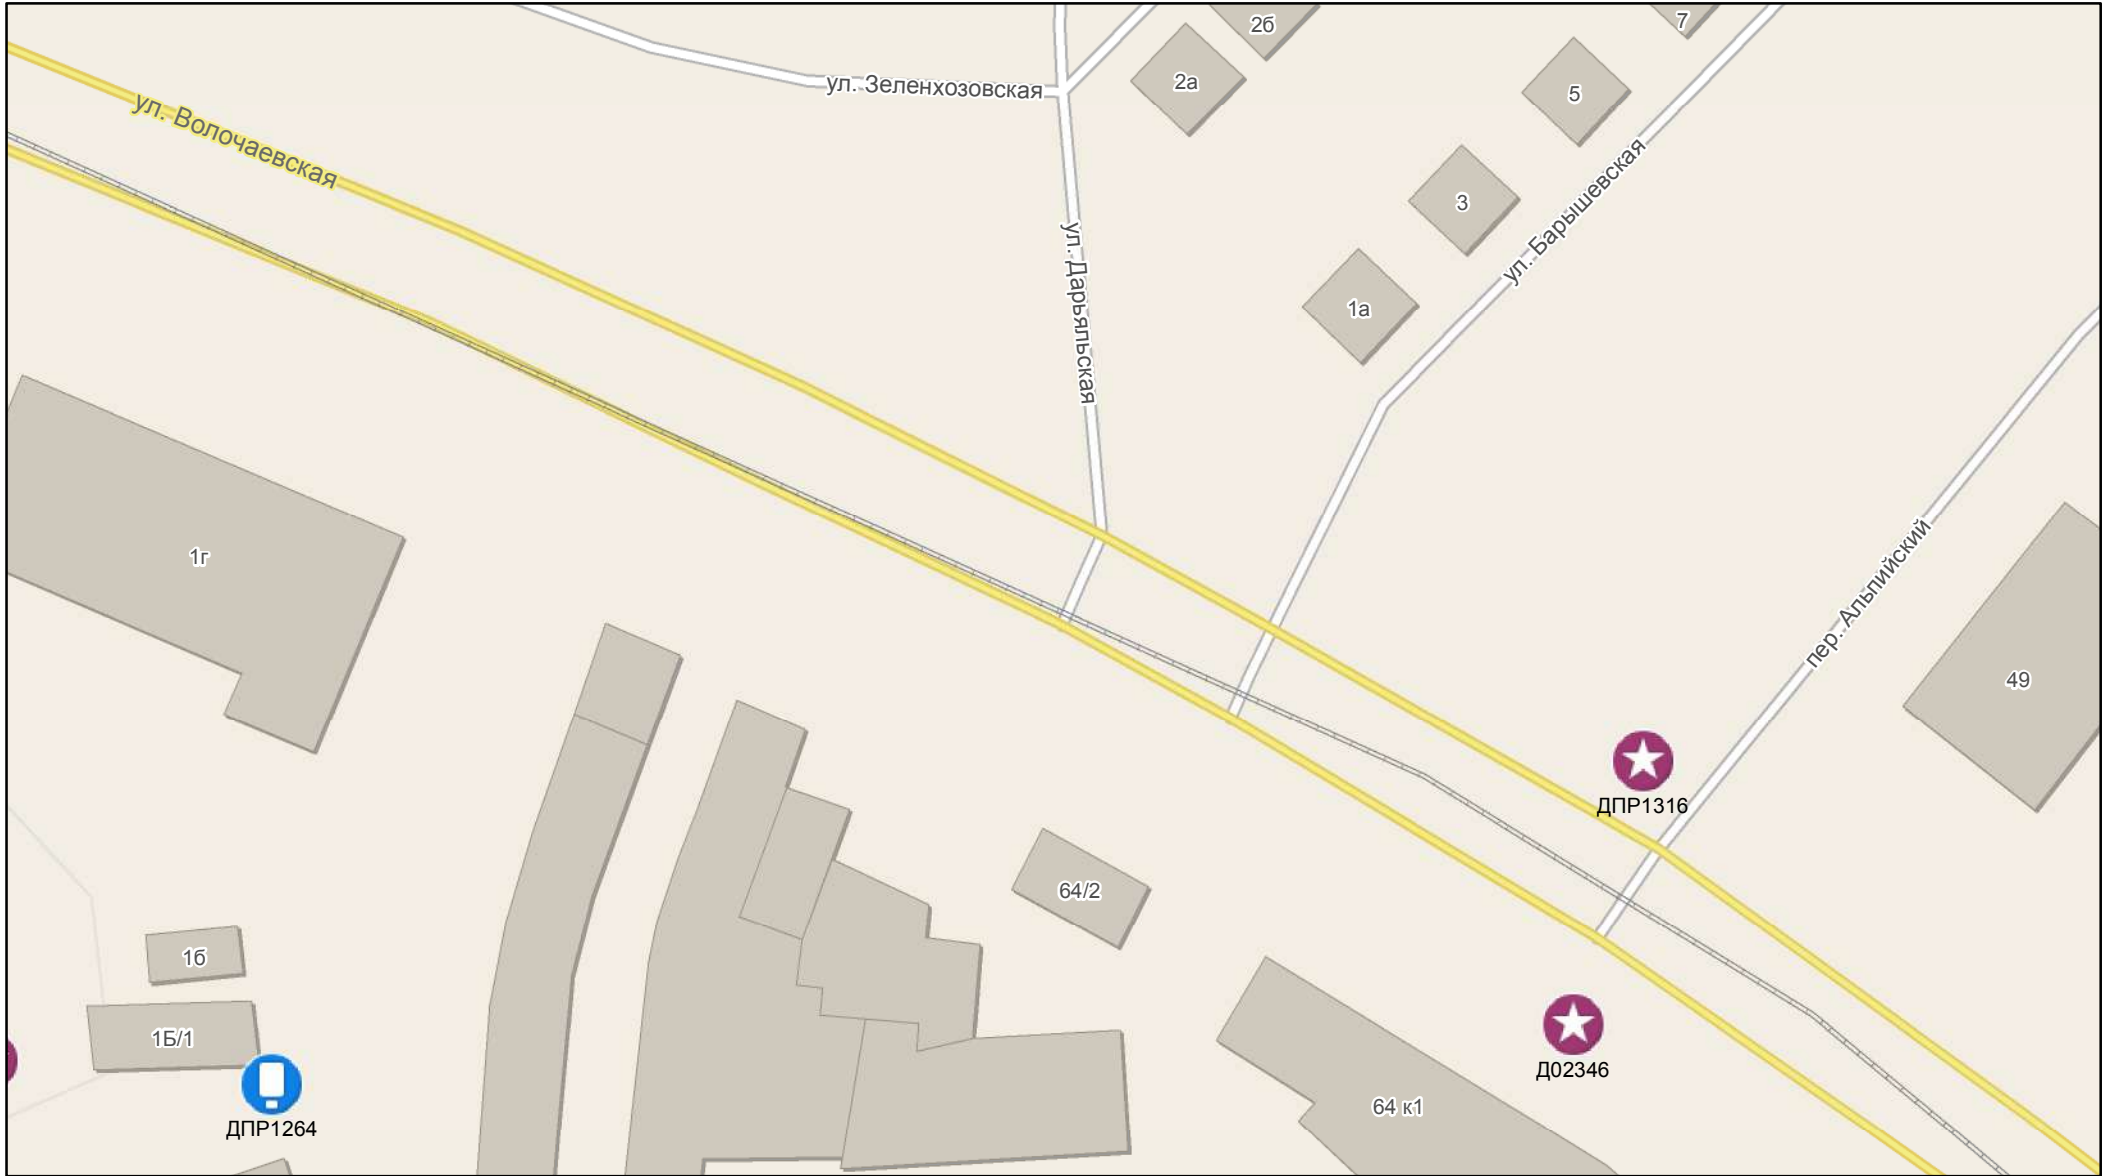 7
2б
2а
ул. Зеленхозовская
5
ул. Волочаевская
3
ул. Барышевская
ул. Дарьяльская
1а
1г
пер. Альпийский
49
ДПР1316
64/2
1б
1Б/1
Д02346
64 к1
ДПР1264